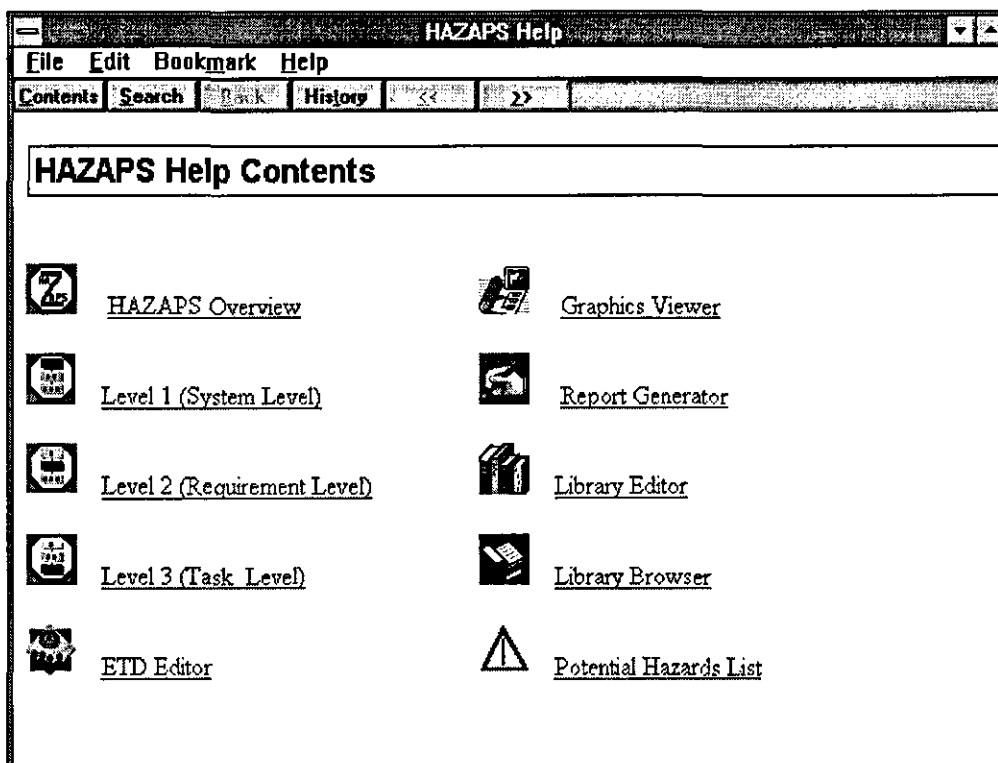 HAZAPS Help
File Edit Bookmark Help
Contents Search Back History << >>
HAZAPS Help Contents
HAZAPS Overview
Level 1 (System Level)
Level 2 (Requirement Level)
Level 3 (Task Level)
ETD Editor
Graphics Viewer
Report Generator
Library Editor
Library Browser
Potential Hazards List